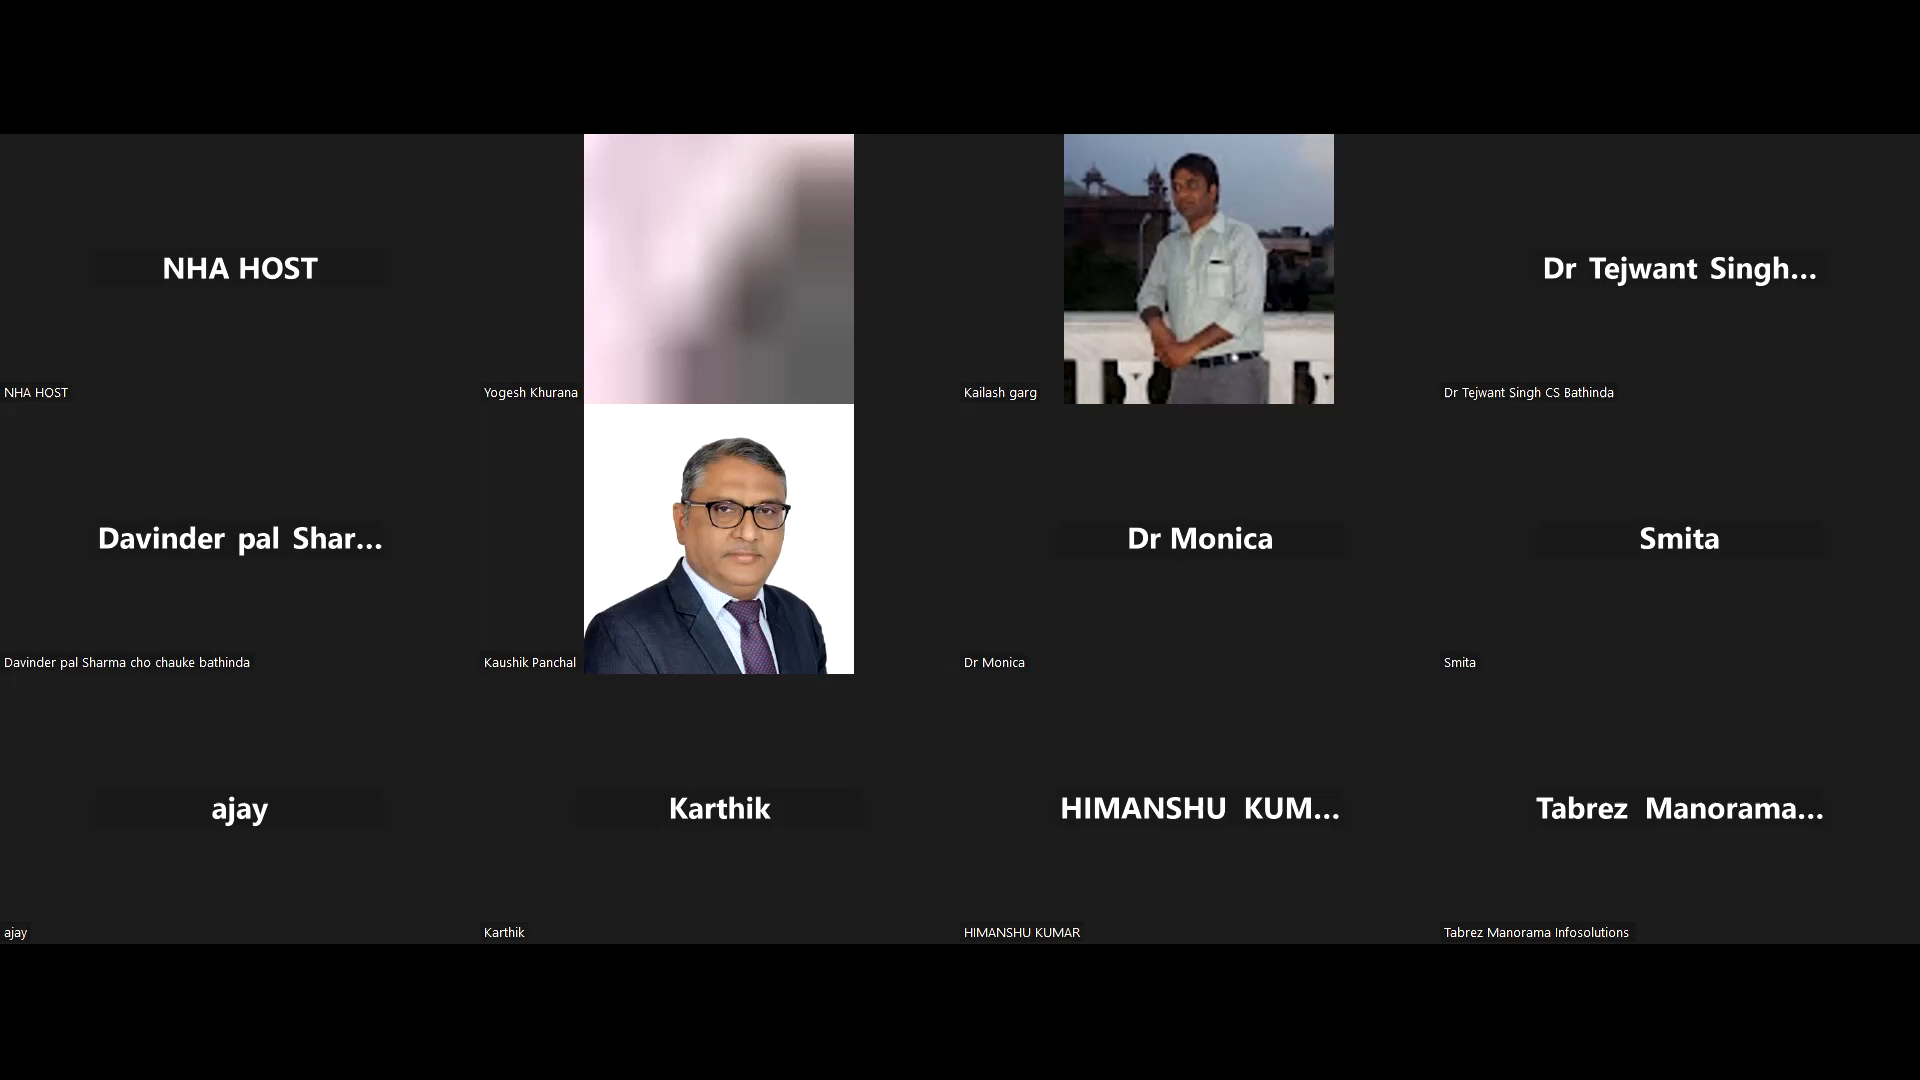 NHA HOST
NHA HOST
Yogesh Khurana
Kailash garg
Dr Tejwant Singh...
Dr Tejwant Singh CS Bathinda
Davinder pal Shar...
Davinder pal Sharma cho chauke bathinda
Kaushik Panchal
Dr Monica
Dr Monica
Smita
Smita
ajay
ajay
Karthik
Karthik
HIMANSHU KUM...
HIMANSHU KUMAR
Tabrez Manorama...
Tabrez Manorama Infosolutions